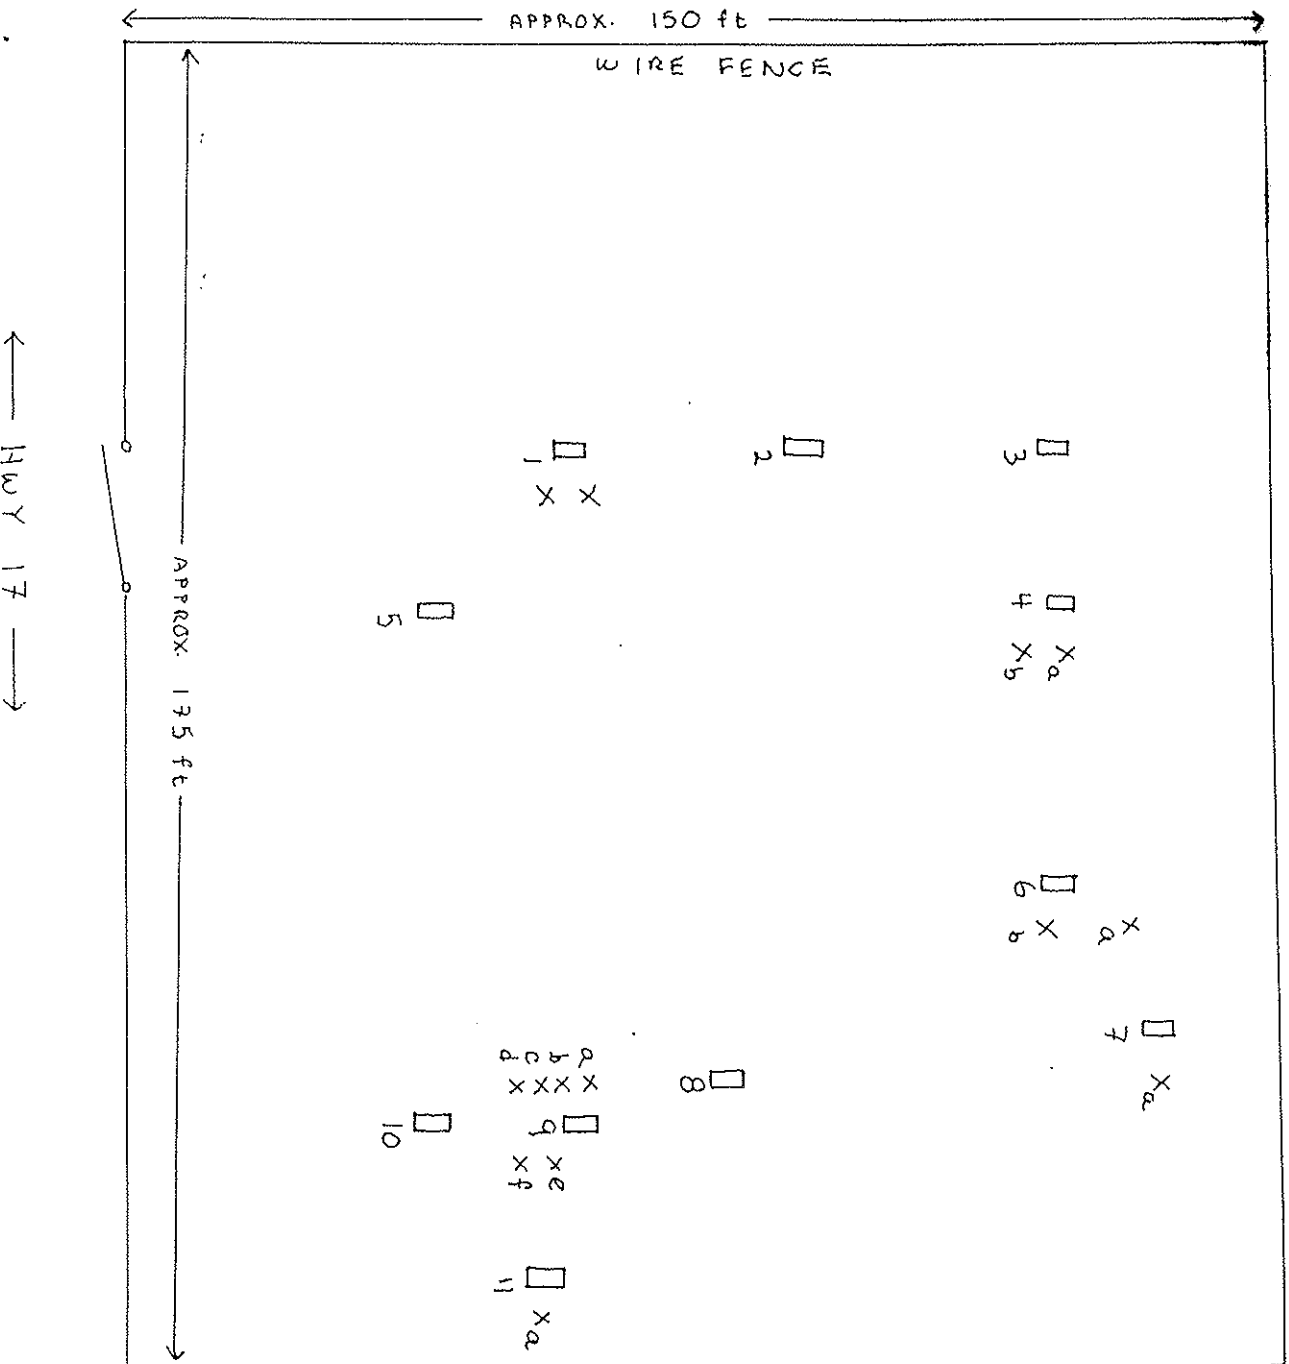 APPROX. 150 ft
WIRE FENCE
HWY 17
APPROX. 175 ft
1
X X
2
3
4
X a
X b
5
6
X a
X b
7
X a
8
a b c d
X X X X
9
X e
X f
10
11
X a